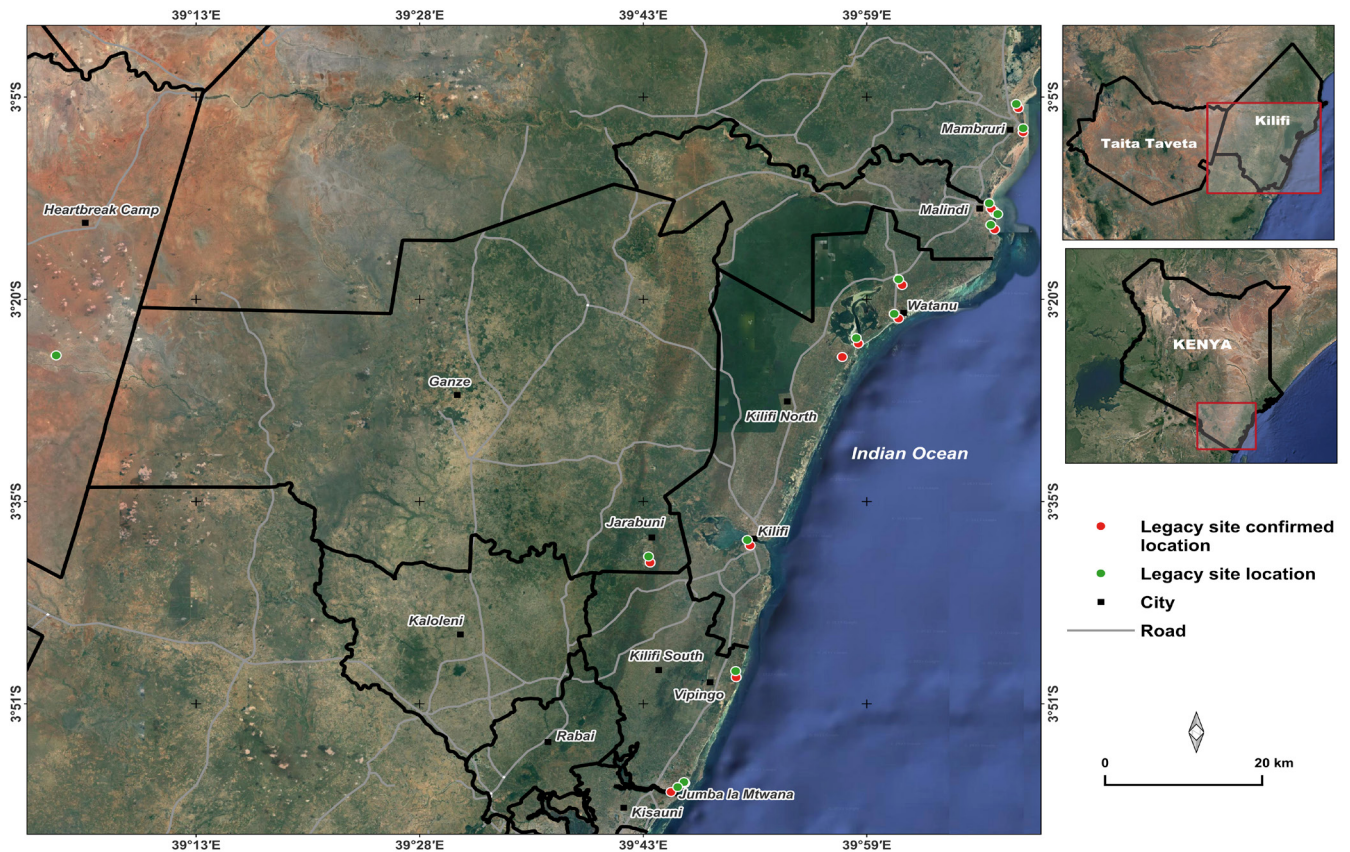 39°13'E
39°28'E
39°43'E
39°59'E
3°5'S
3°5'S
Mambruri
Heartbreak Camp
Malindi
3°20'S
3°20'S
Watanu
Ganze
Kilifi North
Indian Ocean
3°35'S
3°35'S
Jarabuni
Kilifi
Kaloleni
Kilifi South
Vipingo
3°51'S
3°51'S
Rabai
Jumba la Mtwana
Kisauni
39°13'E
39°28'E
39°43'E
39°59'E
Kilifi
Taita Taveta
KENYA
Legacy site confirmed
location
Legacy site location
City
Road
0
20 km